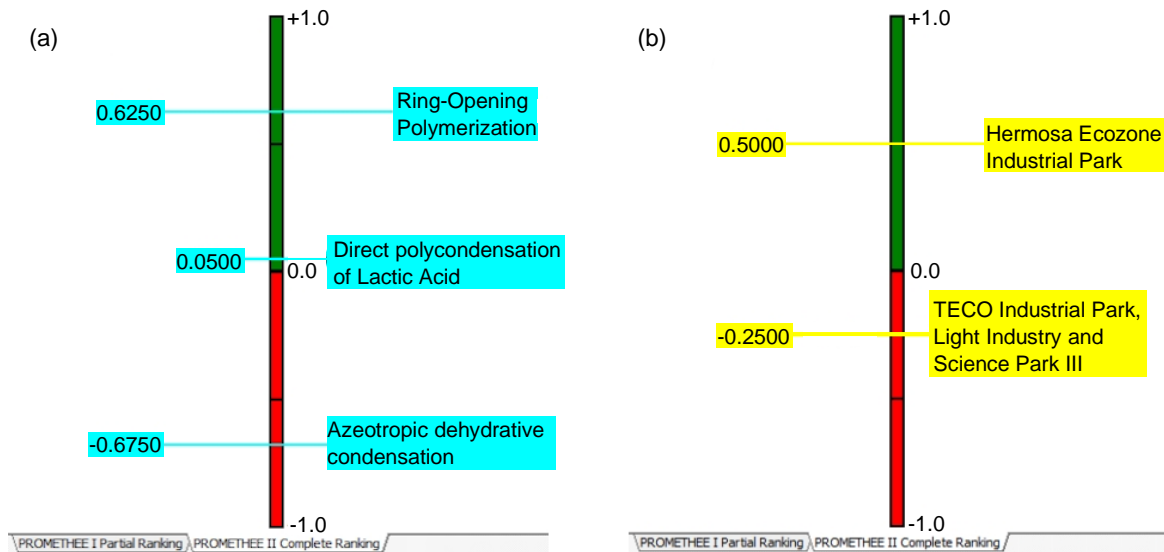 (a)
+1.0
0.6250
Ring-Opening
Polymerization
0.0500
Direct polycondensation
of Lactic Acid
0.0
-0.6750
Azeotropic dehydrative
condensation
-1.0
PROMETHEE I Partial Ranking PROMETHEE II Complete Ranking
(b)
+1.0
0.5000
Hermosa Ecozone
Industrial Park
0.0
-0.2500
TECO Industrial Park,
Light Industry and
Science Park III
-1.0
PROMETHEE I Partial Ranking PROMETHEE II Complete Ranking